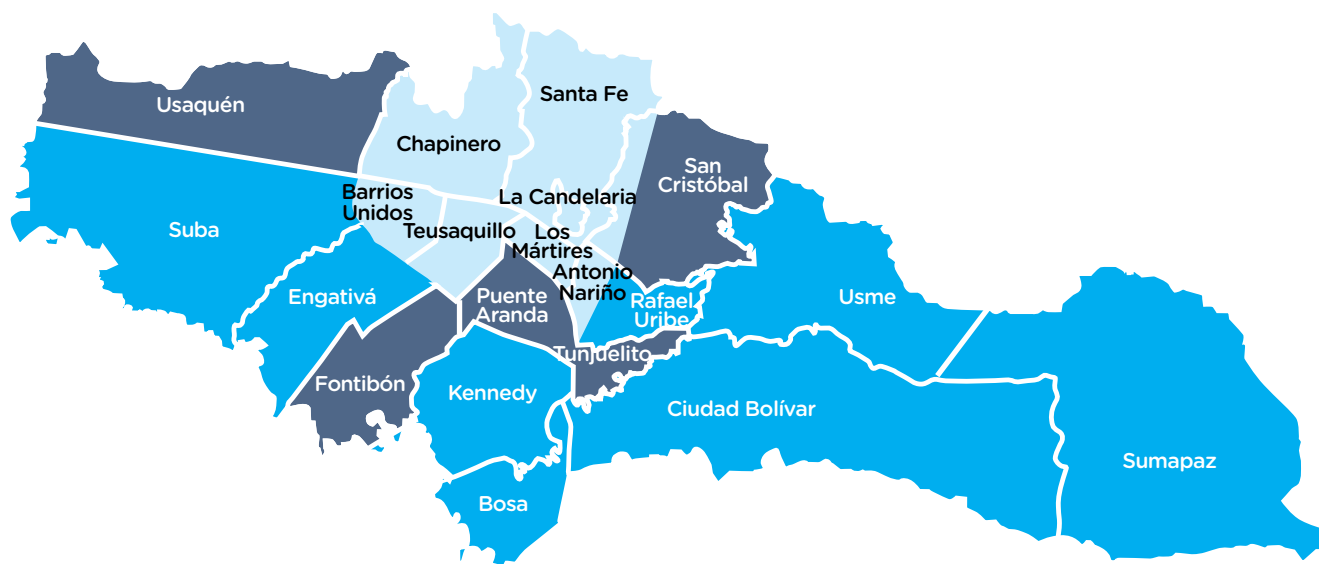 Santa Fe
Usaquén
Chapinero
San
Cristóbal
Barrios
Unidos
La Candelaria
Suba
Teusaquillo
Los
Mártires
Antonio
Nariño
Engativá
Puente
Aranda
Rafael
Uribe
Usme
Tunjuelito
Fontibón
Kennedy
Ciudad Bolívar
Sumapaz
Bosa